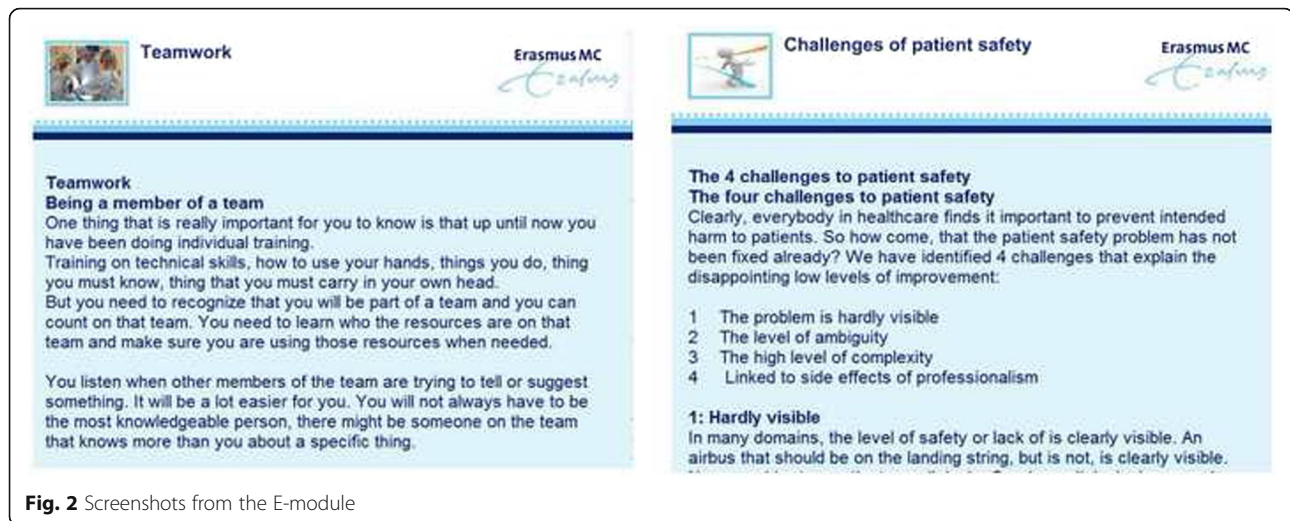 Teamwork
Erasmus MC
Erasmus
Teamwork
Being a member of a team
One thing that is really important for you to know is that up until now you
have been doing individual training.
Training on technical skills, how to use your hands, things you do, thing
you must know, thing that you must carry in your own head.
But you need to recognize that you will be part of a team and you can
count on that team. You need to learn who the resources are on that
team and make sure you are using those resources when needed.
You listen when other members of the team are trying to tell or suggest
something. It will be a lot easier for you. You will not always have to be
the most knowledgeable person, there might be someone on the team
that knows more than you about a specific thing.
Challenges of patient safety
Erasmus MC
Erasmus
The 4 challenges to patient safety
The four challenges to patient safety
Clearly, everybody in healthcare finds it important to prevent intended
harm to patients. So how come, that the patient safety problem has not
been fixed already? We have identified 4 challenges that explain the
disappointing low levels of improvement:
1 The problem is hardly visible
2 The level of ambiguity
3 The high level of complexity
4 Linked to side effects of professionalism
1: Hardly visible
In many domains, the level of safety or lack of is clearly visible. An
airbus that should be on the landing string, but is not, is clearly visible.
Fig. 2 Screenshots from the E-module